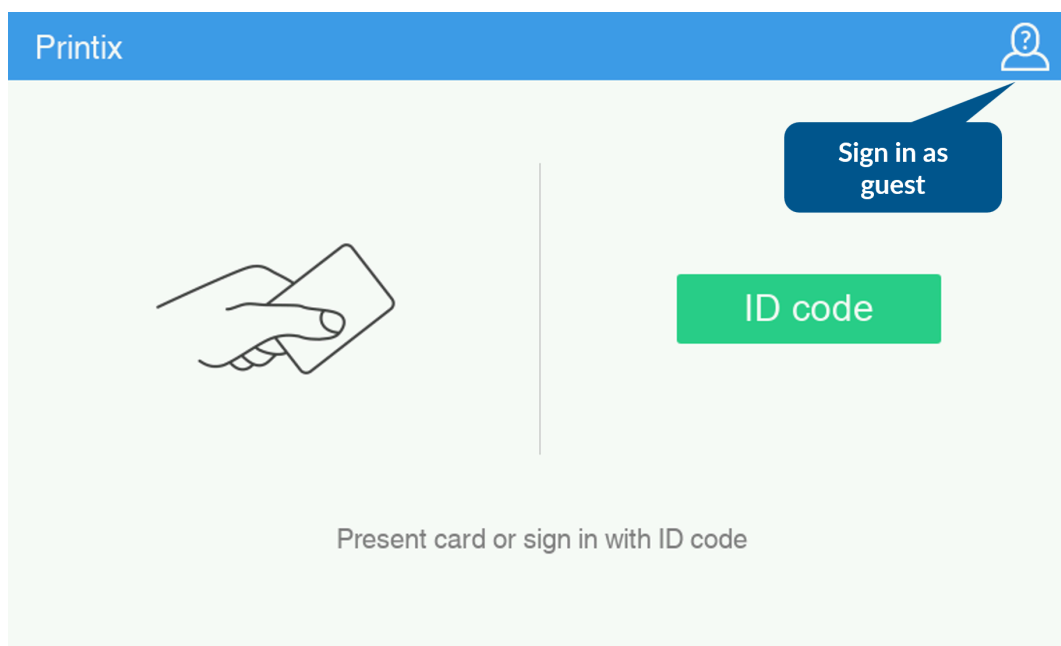 Printix
?
Sign in as
guest
ID code
Present card or sign in with ID code